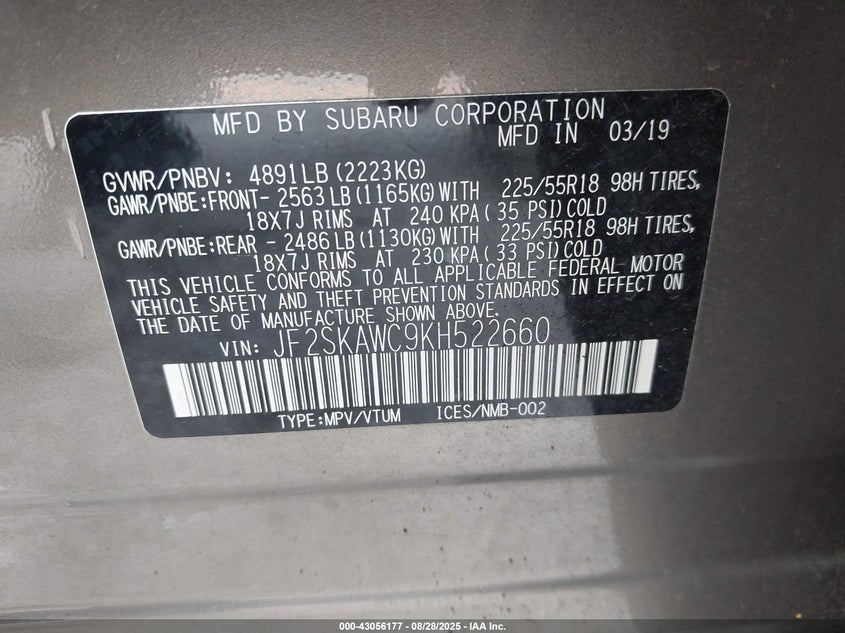 MFD BY SUBARU CORPORATION
MFD IN 03/19
GVWR/PNBV: 4891LB (2223KG)
GAWR/PNBE:FRONT- 2563LB (1165KG)WITH 225/55R18 98H TIRES,
18X7J RIMS AT 240 KPA( 35 PSI)COLD
GAWR/PNBE:REAR - 2486LB (1130KG)WITH 225/55R18 98H TIRES,
18X7J RIMS AT 230 KPA( 33 PSI)COLD
THIS VEHICLE CONFORMS TO ALL APPLICABLE FEDERAL MOTOR
VEHICLE SAFETY AND THEFT PREVENTION STANDARDS IN EFFECT ON
THE DATE OF MANUFACTURE SHOWN ABOVE.
VIN: JF2SKAWC9KH522660
TYPE:MPV/VTUM ICES/NMB-002
000-43056177 - 08/28/2025 - IAA Inc.